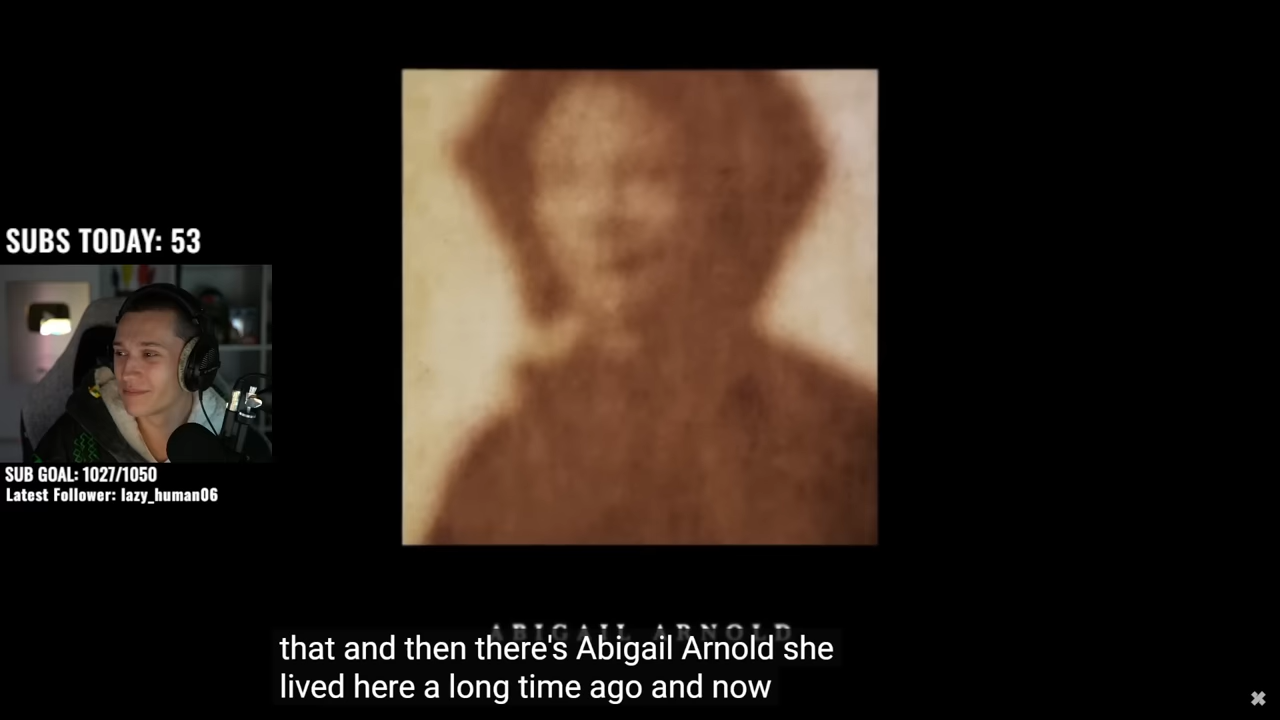 SUBS TODAY: 53
SUB GOAL: 1027/1050
Latest Follower: lazy_human06
ABIGAIL ARNOLD
that and then there's Abigail Arnold she
lived here a long time ago and now